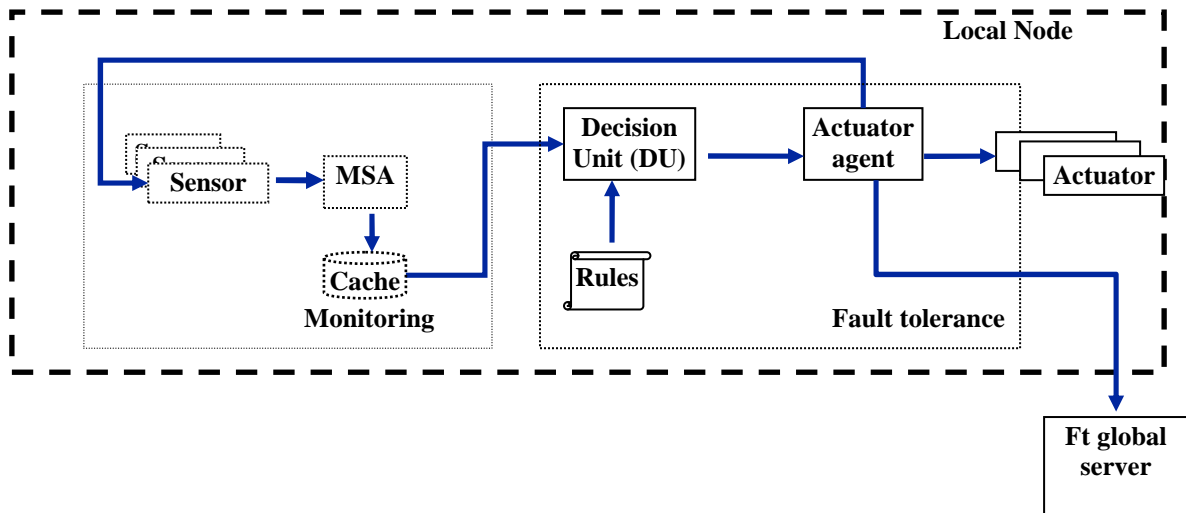 Local Node
Decision
Unit (DU)
Actuator
agent
Sensor
MSA
Actuator
Cache
Rules
Monitoring
Fault tolerance
Ft global
server